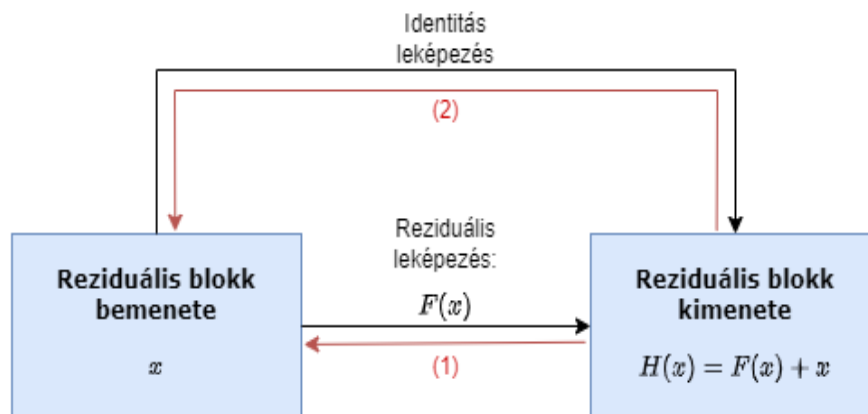 Identitás
leképezés
(2)
Reziduális
leképezés:
F(x)
(1)
Reziduális blokk
bemenete
x
Reziduális blokk
kimenete
H(x) = F(x) + x